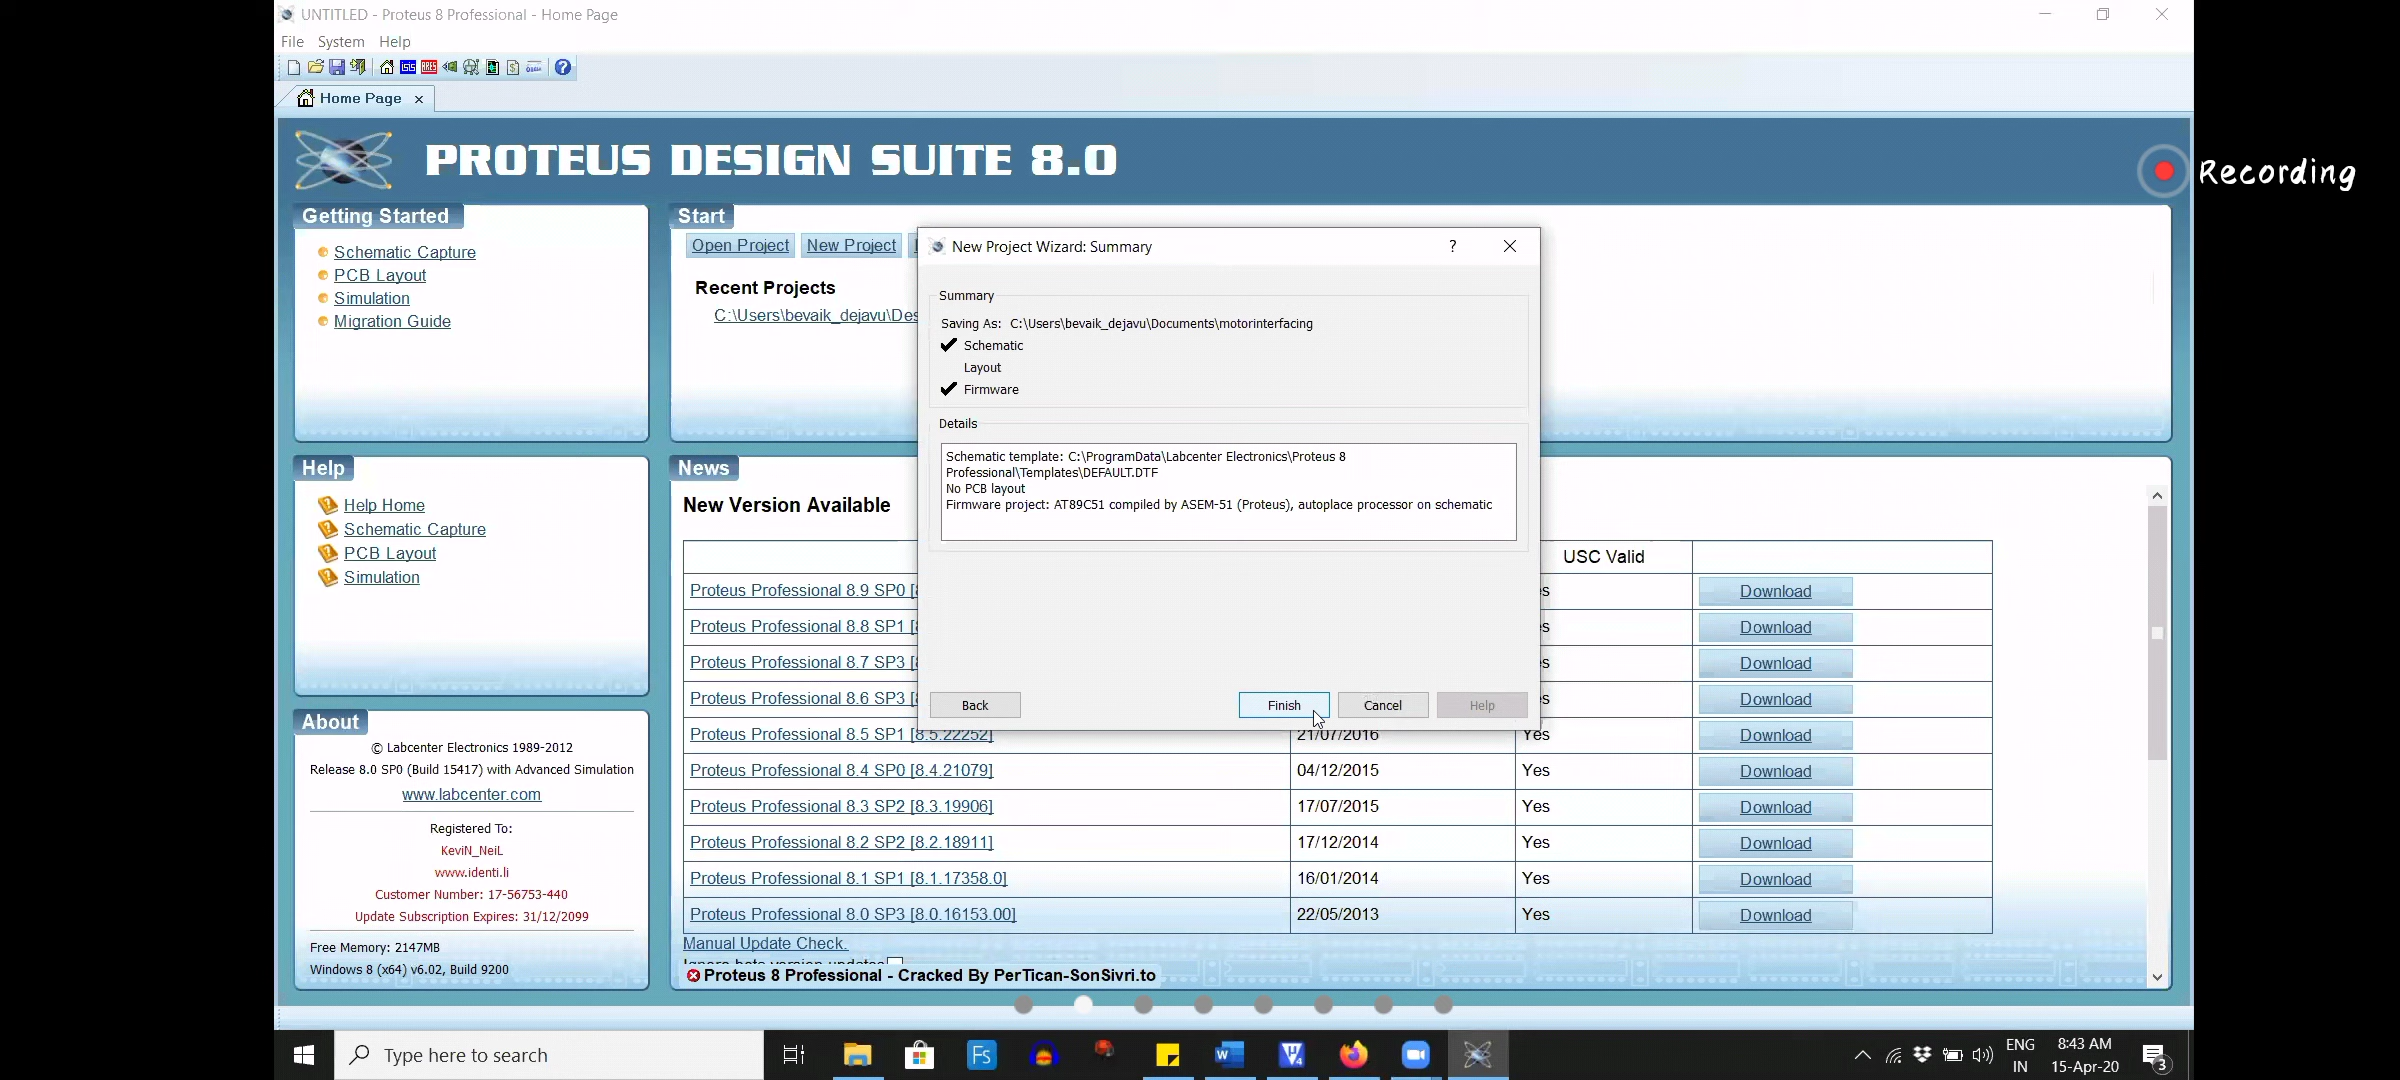 UNTITLED - Proteus 8 Professional - Home Page
File System Help
Home Page
PROTEUS DESIGN SUITE 8.0
Recording
Getting Started
Schematic Capture
PCB Layout
Simulation
Migration Guide
Start
Open Project New Project
Recent Projects
C:\Users\bevaik_dejavu\Des
New Project Wizard: Summary
Summary
Saving As: C:\Users\bevaik_dejavu\Documents\motorinterfacing
Schematic
Layout
Firmware
Details
Schematic template: C:\ProgramData\Labcenter Electronics\Proteus 8
Professional\Templates\DEFAULT.DTF
No PCB layout
Firmware project: AT89C51 compiled by ASEM-51 (Proteus), autoplace processor on schematic
Back Finish Cancel Help
Help
Help Home
Schematic Capture
PCB Layout
Simulation
News
New Version Available
USC Valid
Proteus Professional 8.9 SP0 Download
Proteus Professional 8.8 SP1 Download
Proteus Professional 8.7 SP3 Download
Proteus Professional 8.6 SP3 Download
Proteus Professional 8.5 SP1 [8.5.22252] 21/07/2016 Yes Download
Proteus Professional 8.4 SP0 [8.4.21079] 04/12/2015 Yes Download
Proteus Professional 8.3 SP2 [8.3.19906] 17/07/2015 Yes Download
Proteus Professional 8.2 SP2 [8.2.18911] 17/12/2014 Yes Download
Proteus Professional 8.1 SP1 [8.1.17358.0] 16/01/2014 Yes Download
Proteus Professional 8.0 SP3 [8.0.16153.00] 22/05/2013 Yes Download
Manual Update Check.
Proteus 8 Professional - Cracked By PerTican-SonSivri.to
About
© Labcenter Electronics 1989-2012
Release 8.0 SP0 (Build 15417) with Advanced Simulation
www.labcenter.com
Registered To:
KeviN_NeiL
www.identi.li
Customer Number: 17-56753-440
Update Subscription Expires: 31/12/2099
Free Memory: 2147MB
Windows 8 (x64) v6.02, Build 9200
Type here to search
ENG
IN
8:43 AM
15-Apr-20
3